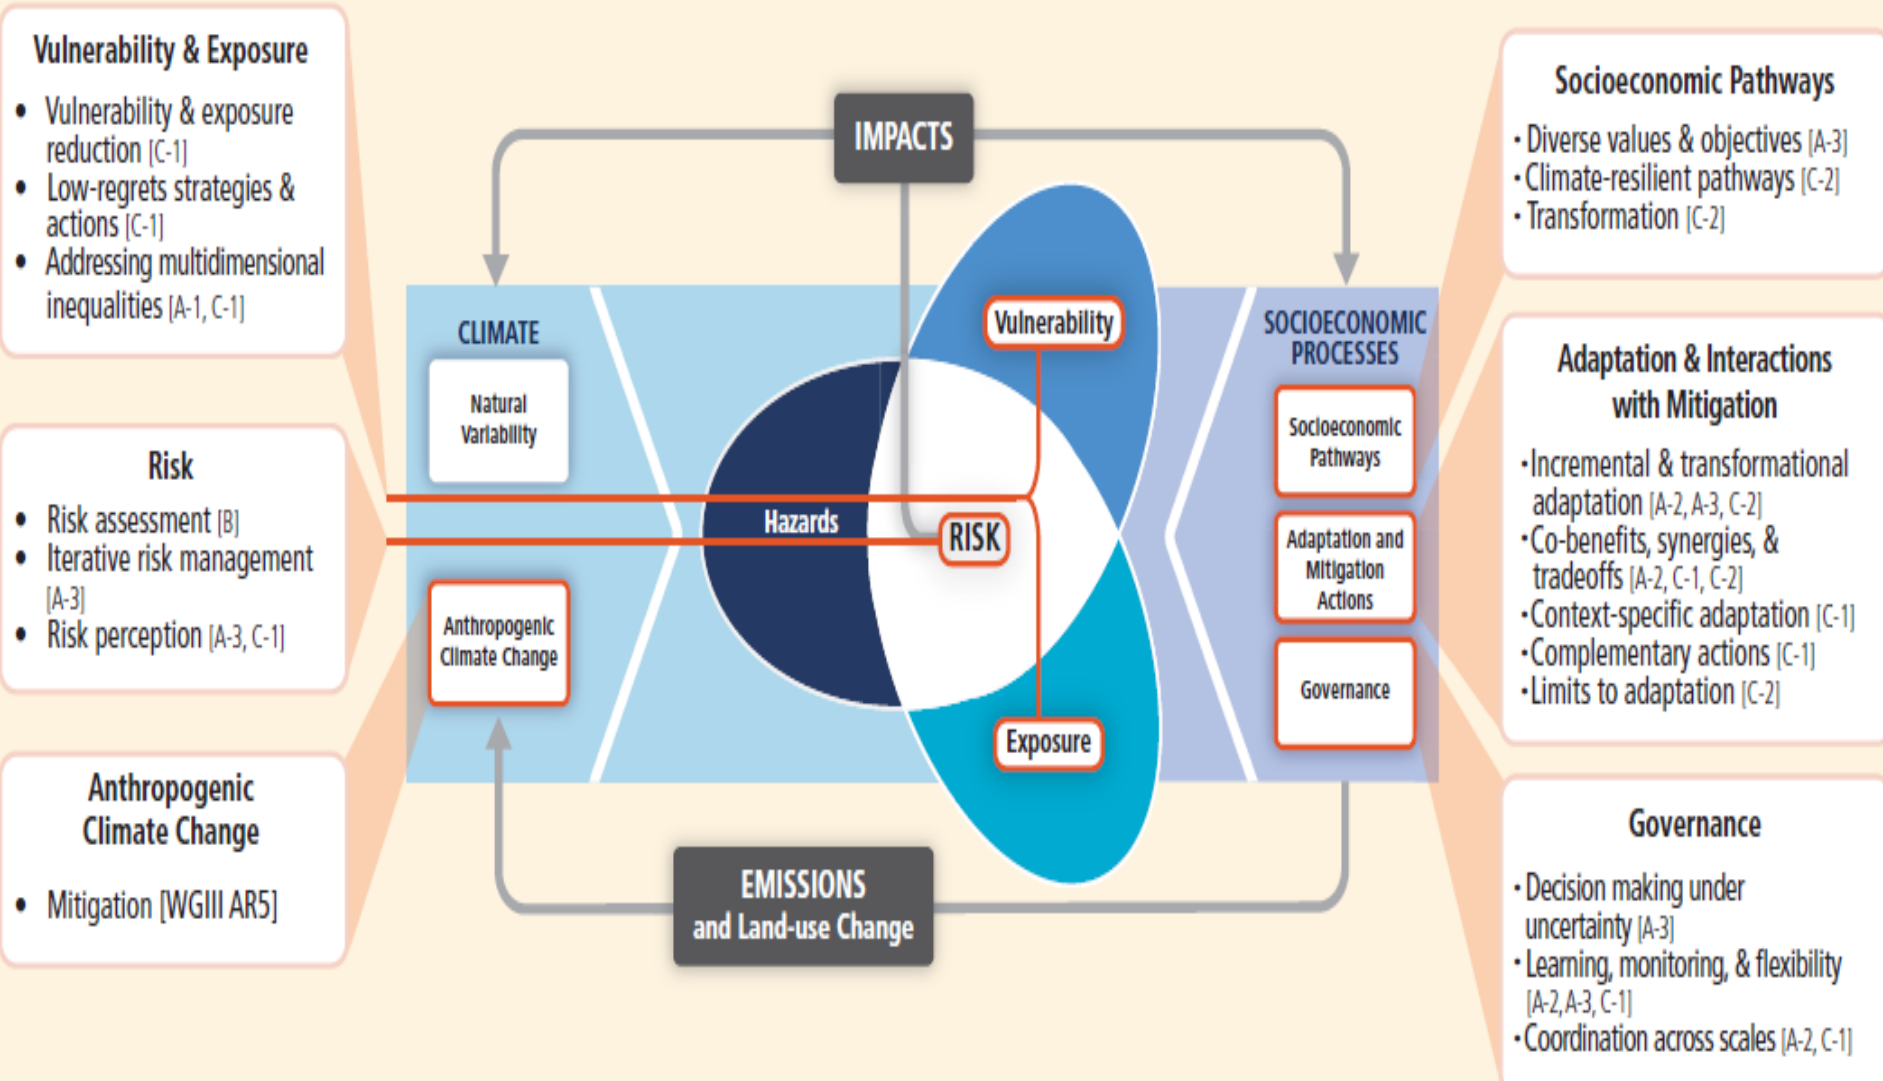 Vulnerability & Exposure
• Vulnerability & exposure
reduction [C-1]
• Low-regrets strategies &
actions [C-1]
• Addressing multidimensional
inequalities [A-1, C-1]
Risk
• Risk assessment [B]
• Iterative risk management
[A-3]
• Risk perception [A-3, C-1]
Anthropogenic
Climate Change
• Mitigation [WGIII AR5]
IMPACTS
CLIMATE
Natural
Variability
Anthropogenic
Climate Change
Vulnerability
Hazards
RISK
Exposure
SOCIOECONOMIC
PROCESSES
Socioeconomic
Pathways
Adaptation and
Mitigation
Actions
Governance
EMISSIONS
and Land-use Change
Socioeconomic Pathways
• Diverse values & objectives [A-3]
• Climate-resilient pathways [C-2]
• Transformation [C-2]
Adaptation & Interactions
with Mitigation
• Incremental & transformational
adaptation [A-2, A-3, C-2]
• Co-benefits, synergies, &
tradeoffs [A-2, C-1, C-2]
• Context-specific adaptation [C-1]
• Complementary actions [C-1]
• Limits to adaptation [C-2]
Governance
• Decision making under
uncertainty [A-3]
• Learning, monitoring, & flexibility
[A-2, A-3, C-1]
• Coordination across scales [A-2, C-1]